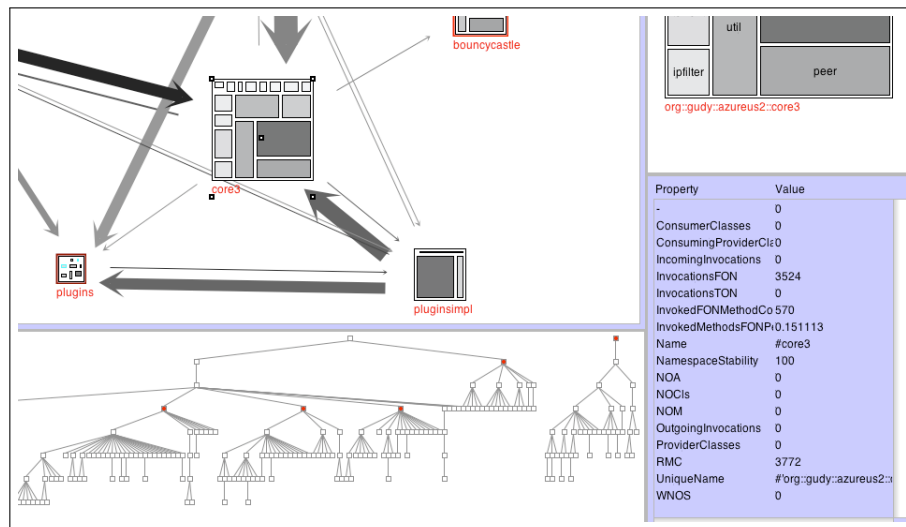 bouncycastle
core3
plugins
pluginsimpl
util
ipfilter
peer
org::gudy::azureus2::core3
Property Value
- 0
ConsumerClasses 0
ConsumingProviderCla 0
IncomingInvocations 0
InvocationsFON 3524
InvocationsTON 0
InvokedFONMethodCo 570
InvokedMethodsFONP 0.151113
Name #core3
NamespaceStability 100
NOA 0
NOCls 0
NOM 0
OutgoingInvocations 0
ProviderClasses 0
RMC 3772
UniqueName #'org::gudy::azureus2::
WNOS 0